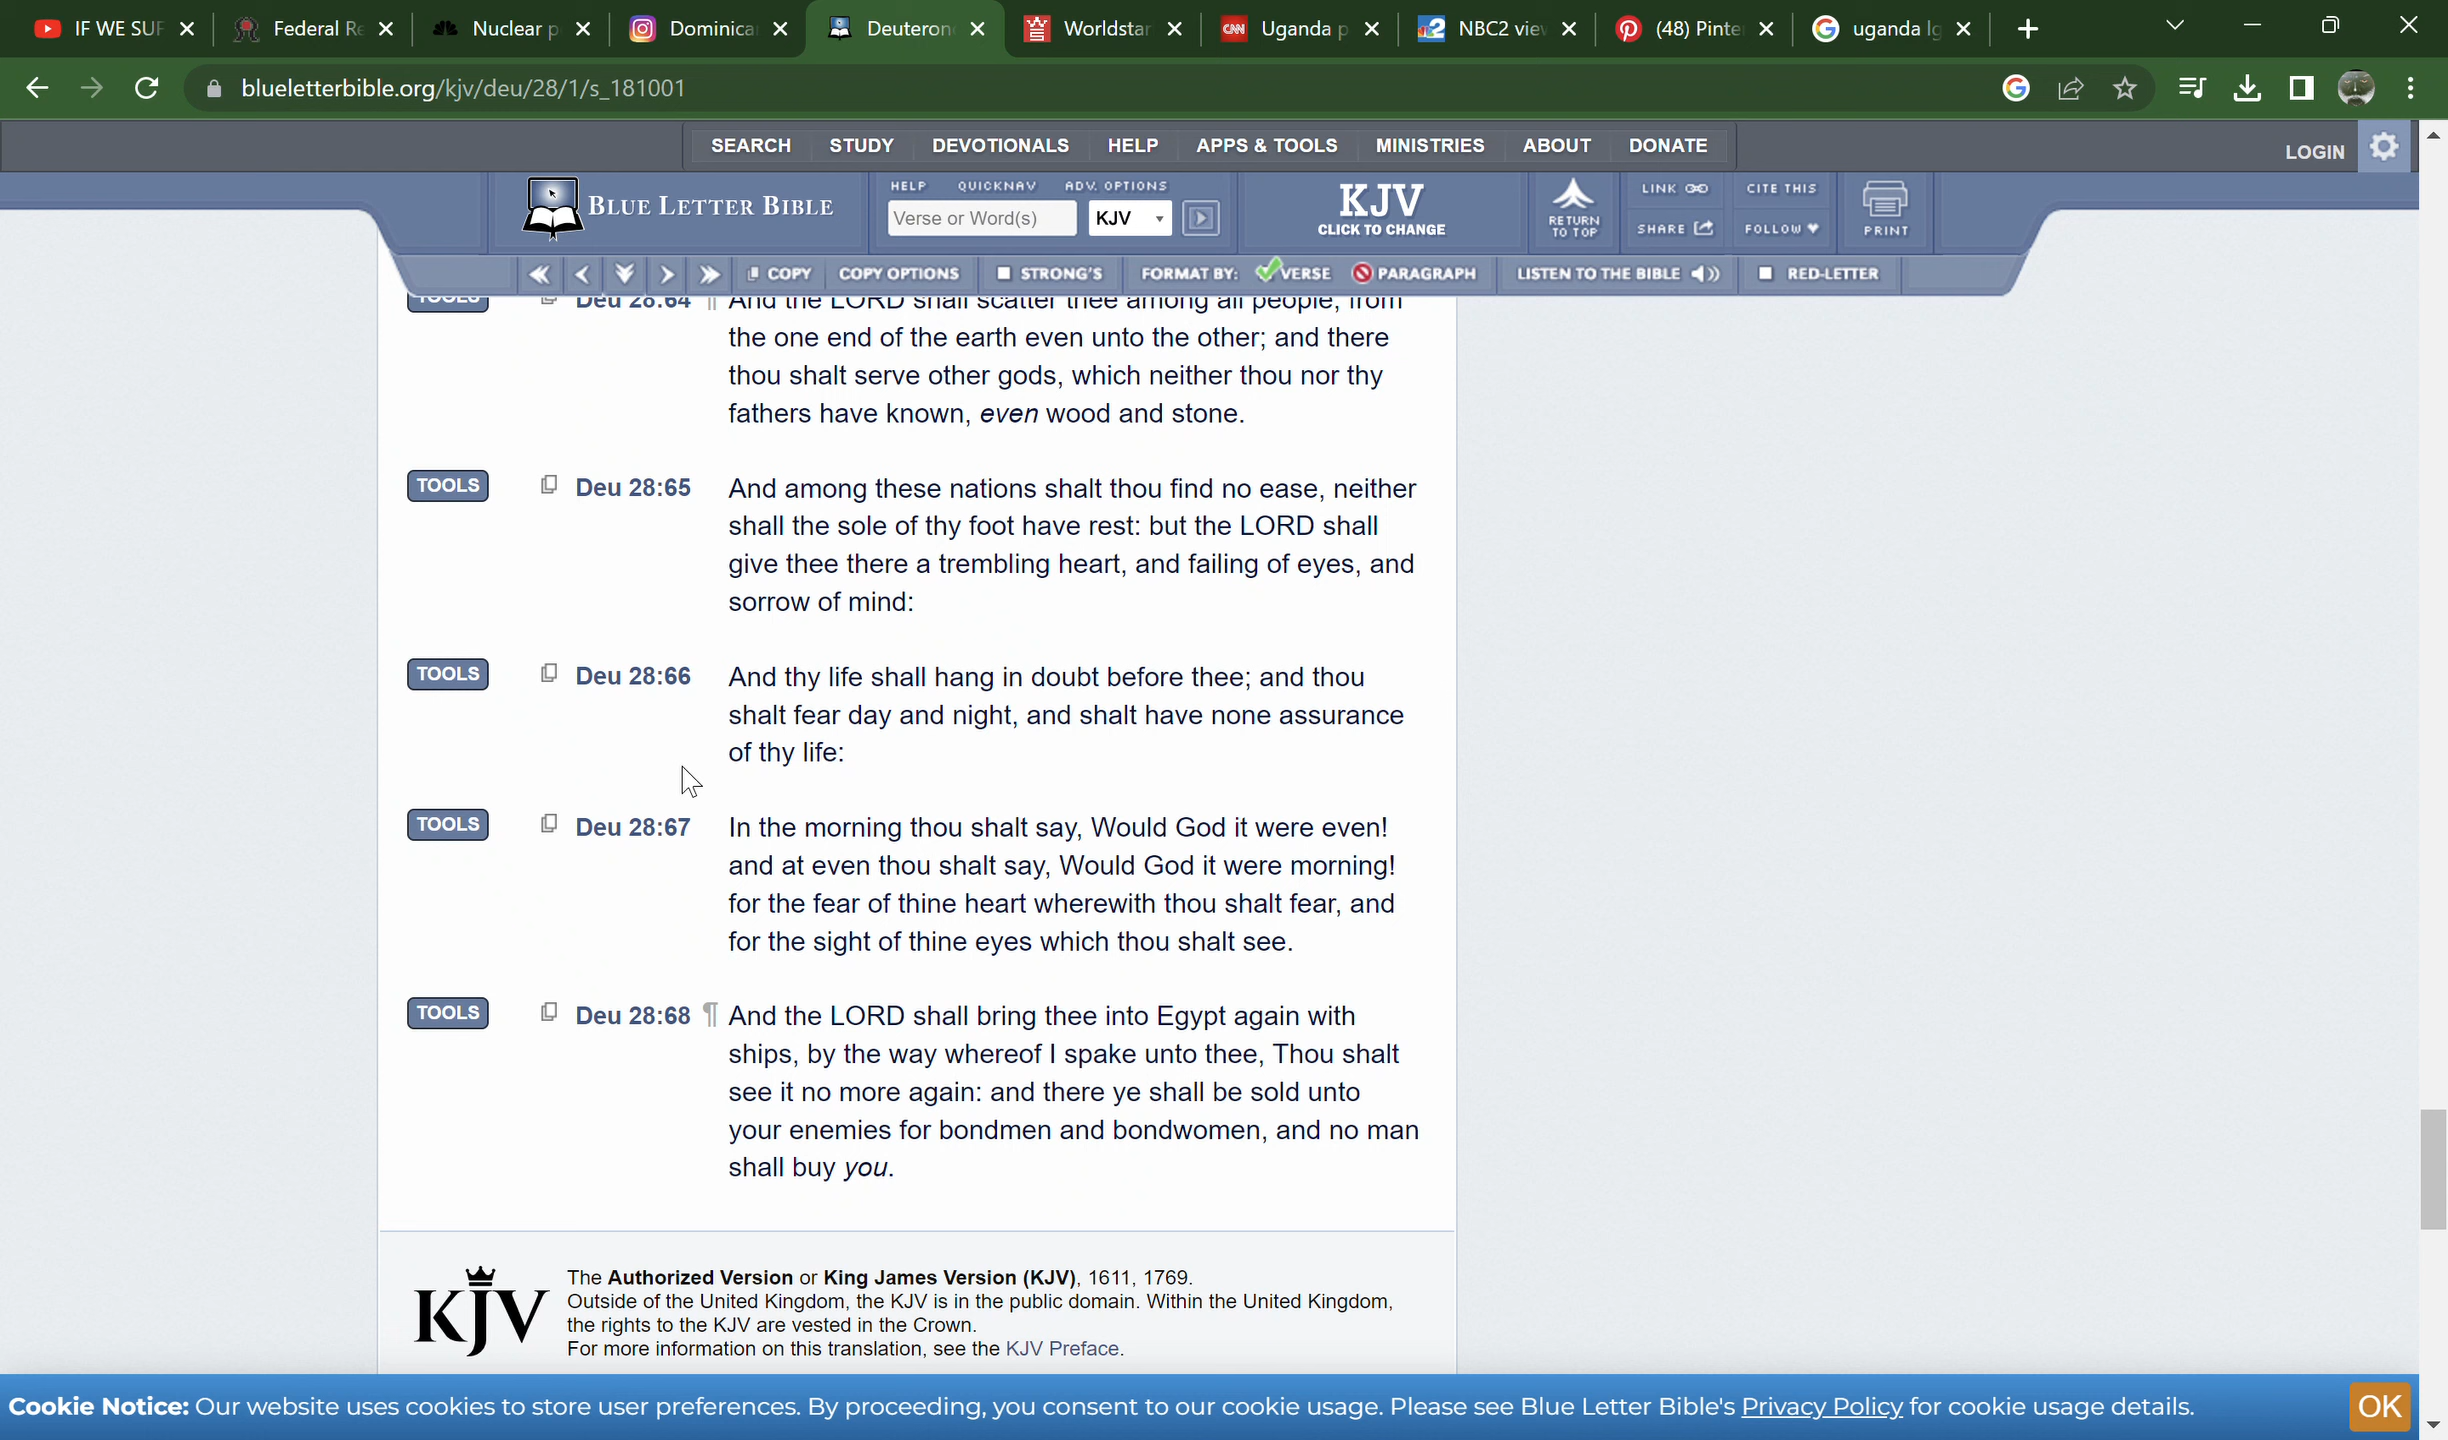 IF WE SUF
Federal Re
Nuclear p
Dominica
Deuteron
Worldstar
CNN
Uganda p
NBC2 view
(48) Pinte
uganda lg
blueletterbible.org/kjv/deu/28/1/s_181001
SEARCH STUDY DEVOTIONALS HELP APPS & TOOLS MINISTRIES ABOUT DONATE
LOGIN
BLUE LETTER BIBLE
HELP QUICKNAV ADV. OPTIONS
Verse or Word(s)
KJV
KJV
CLICK TO CHANGE
RETURN
TO TOP
LINK
CITE THIS
SHARE
FOLLOW
PRINT
COPY COPY OPTIONS STRONG'S FORMAT BY: VERSE PARAGRAPH LISTEN TO THE BIBLE RED-LETTER
TOOLS Deu 28:64 ¶ And the LORD shall scatter thee among all people, from
the one end of the earth even unto the other; and there
thou shalt serve other gods, which neither thou nor thy
fathers have known, even wood and stone.
TOOLS Deu 28:65 And among these nations shalt thou find no ease, neither
shall the sole of thy foot have rest: but the LORD shall
give thee there a trembling heart, and failing of eyes, and
sorrow of mind:
TOOLS Deu 28:66 And thy life shall hang in doubt before thee; and thou
shalt fear day and night, and shalt have none assurance
of thy life:
TOOLS Deu 28:67 In the morning thou shalt say, Would God it were even!
and at even thou shalt say, Would God it were morning!
for the fear of thine heart wherewith thou shalt fear, and
for the sight of thine eyes which thou shalt see.
TOOLS Deu 28:68 ¶ And the LORD shall bring thee into Egypt again with
ships, by the way whereof I spake unto thee, Thou shalt
see it no more again: and there ye shall be sold unto
your enemies for bondmen and bondwomen, and no man
shall buy you.
KJV
The Authorized Version or King James Version (KJV), 1611, 1769.
Outside of the United Kingdom, the KJV is in the public domain. Within the United Kingdom,
the rights to the KJV are vested in the Crown.
For more information on this translation, see the KJV Preface.
Cookie Notice: Our website uses cookies to store user preferences. By proceeding, you consent to our cookie usage. Please see Blue Letter Bible's Privacy Policy for cookie usage details.
OK